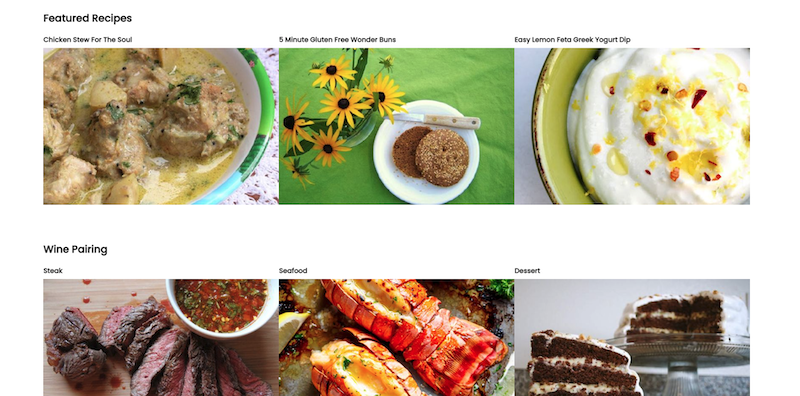 Featured Recipes
Chicken Stew For The Soul
5 Minute Gluten Free Wonder Buns
Easy Lemon Feta Greek Yogurt Dip
Wine Pairing
Steak
Seafood
Dessert